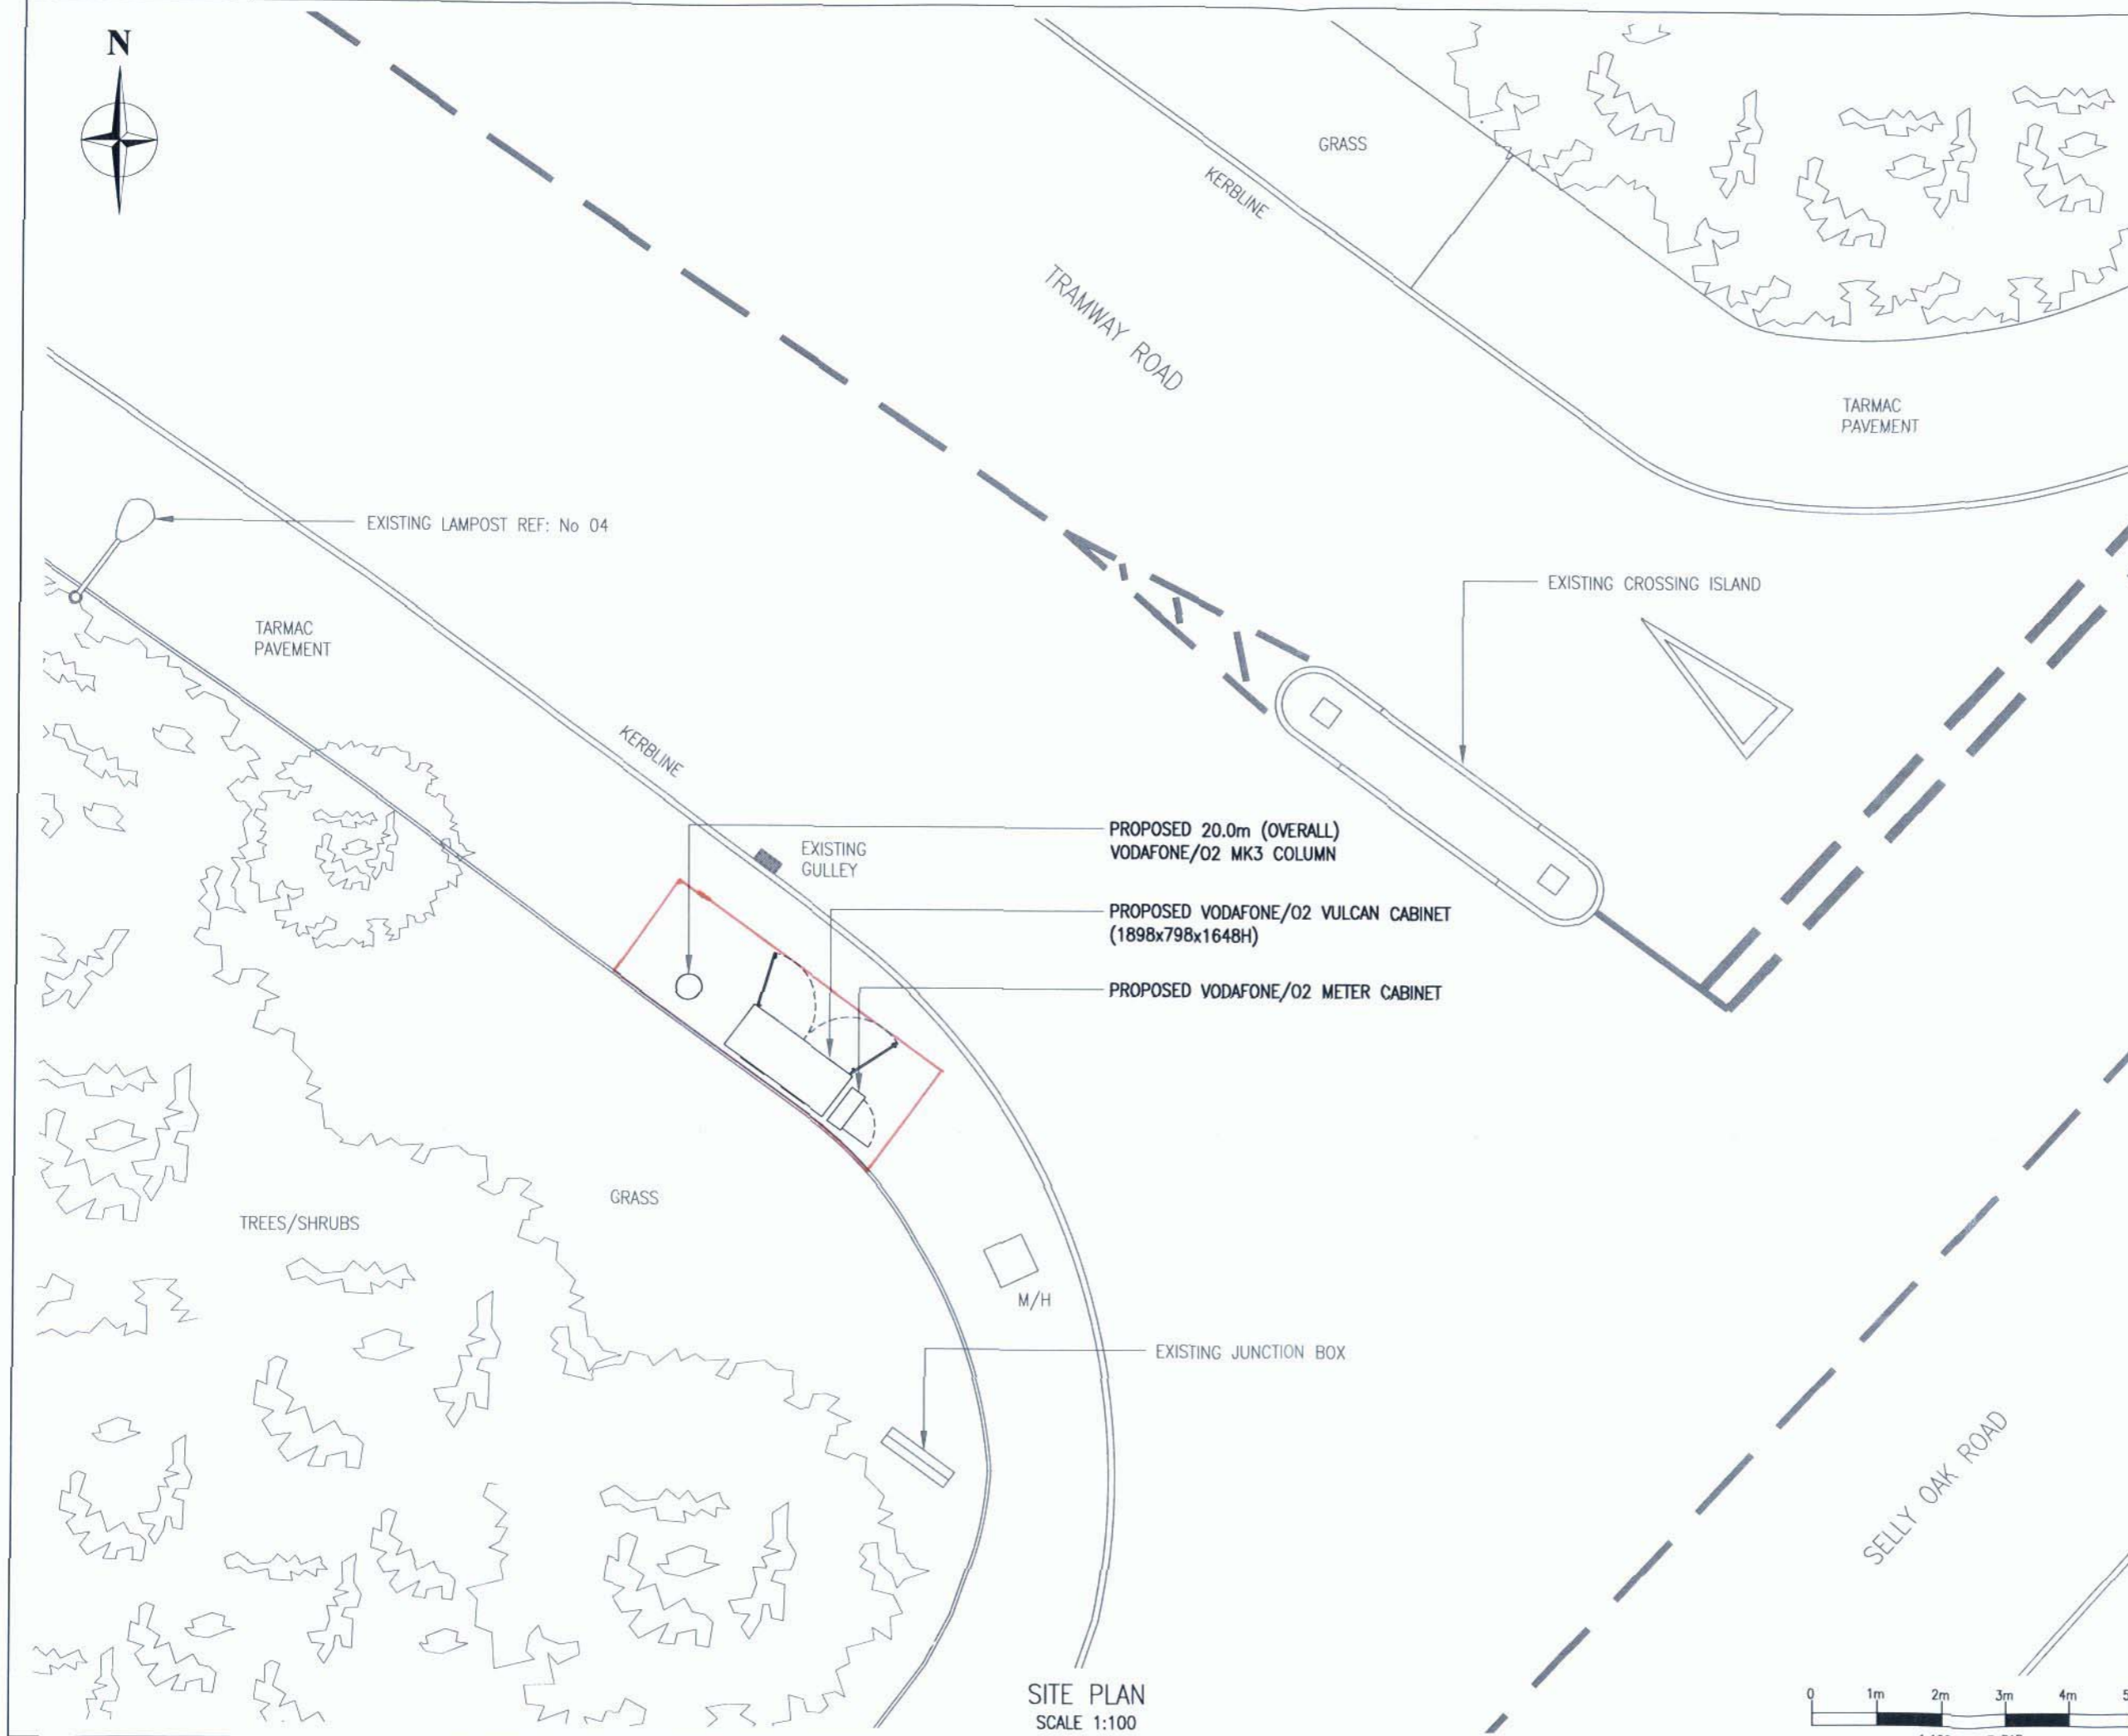 N
GRASS
KERBLINE
TRAMWAY ROAD
TARMAC
PAVEMENT
EXISTING LAMPOST REF: No 04
EXISTING CROSSING ISLAND
TARMAC
PAVEMENT
KERBLINE
PROPOSED 20.0m (OVERALL)
VODAFONE/O2 MK3 COLUMN
EXISTING
GULLEY
PROPOSED VODAFONE/O2 VULCAN CABINET
(1898x798x1648H)
PROPOSED VODAFONE/O2 METER CABINET
GRASS
TREES/SHRUBS
M/H
EXISTING JUNCTION BOX
SELLY OAK ROAD
SITE PLAN
SCALE 1:100
0 1m 2m 3m 4m